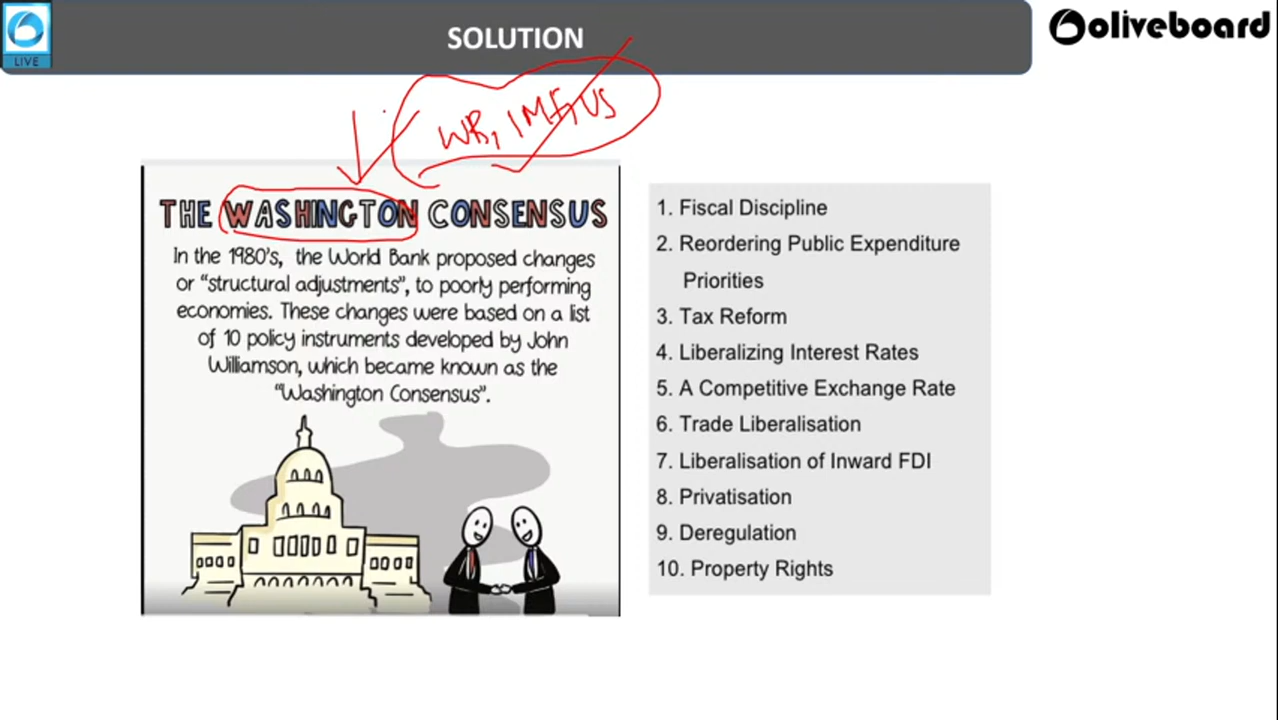 SOLUTION
oliveboard
LIVE
WB, IMF, US
THE WASHINGTON CONSENSUS
In the 1980's, the World Bank proposed changes
or "structural adjustments", to poorly performing
economies. These changes were based on a list
of 10 policy instruments developed by John
Williamson, which became known as the
"Washington Consensus".
1. Fiscal Discipline
2. Reordering Public Expenditure
Priorities
3. Tax Reform
4. Liberalizing Interest Rates
5. A Competitive Exchange Rate
6. Trade Liberalisation
7. Liberalisation of Inward FDI
8. Privatisation
9. Deregulation
10. Property Rights